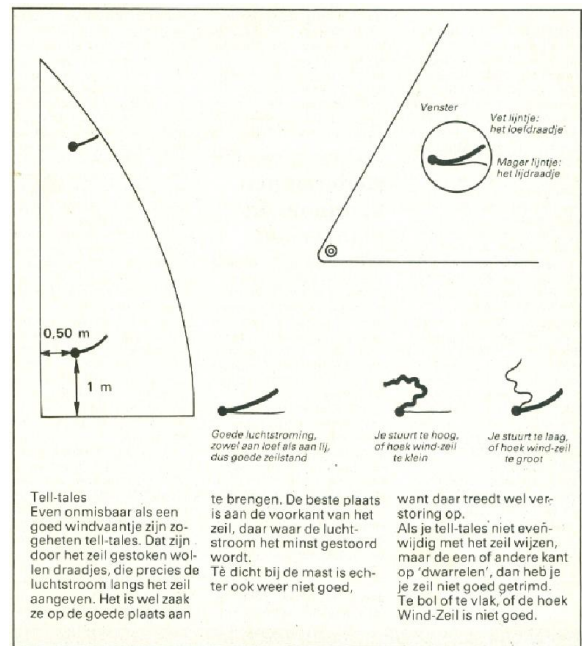 Venster
Vet lijntje:
het loefdraadje
Mager lijntje:
het lijdraadje
0,50 m
1 m
Goede luchtstroming,
zowel aan loef als aan lij,
dus goede zeilstand
Je stuurt te hoog,
of hoek wind-zeil
te klein
Je stuurt te laag,
of hoek wind-zeil
te groot
Tell-tales
Even onmisbaar als een
goed windvaantje zijn zo-
geheten tell-tales. Dat zijn
door het zeil gestoken wol-
len draadjes, die precies de
luchtstroom langs het zeil
aangeven. Het is wel zaak
ze op de goede plaats aan
te brengen. De beste plaats
is aan de voorkant van het
zeil, daar waar de lucht-
stroom het minst gestoord
wordt.
Tè dicht bij de mast is ech-
ter ook weer niet goed,
want daar treedt wel ver-
storing op.
Als je tell-tales niet even-
wijdig met het zeil wijzen,
maar de een of andere kant
op ‘dwarrelen’, dan heb je
je zeil niet goed getrimd.
Te bol of te vlak, of de hoek
Wind-Zeil is niet goed.